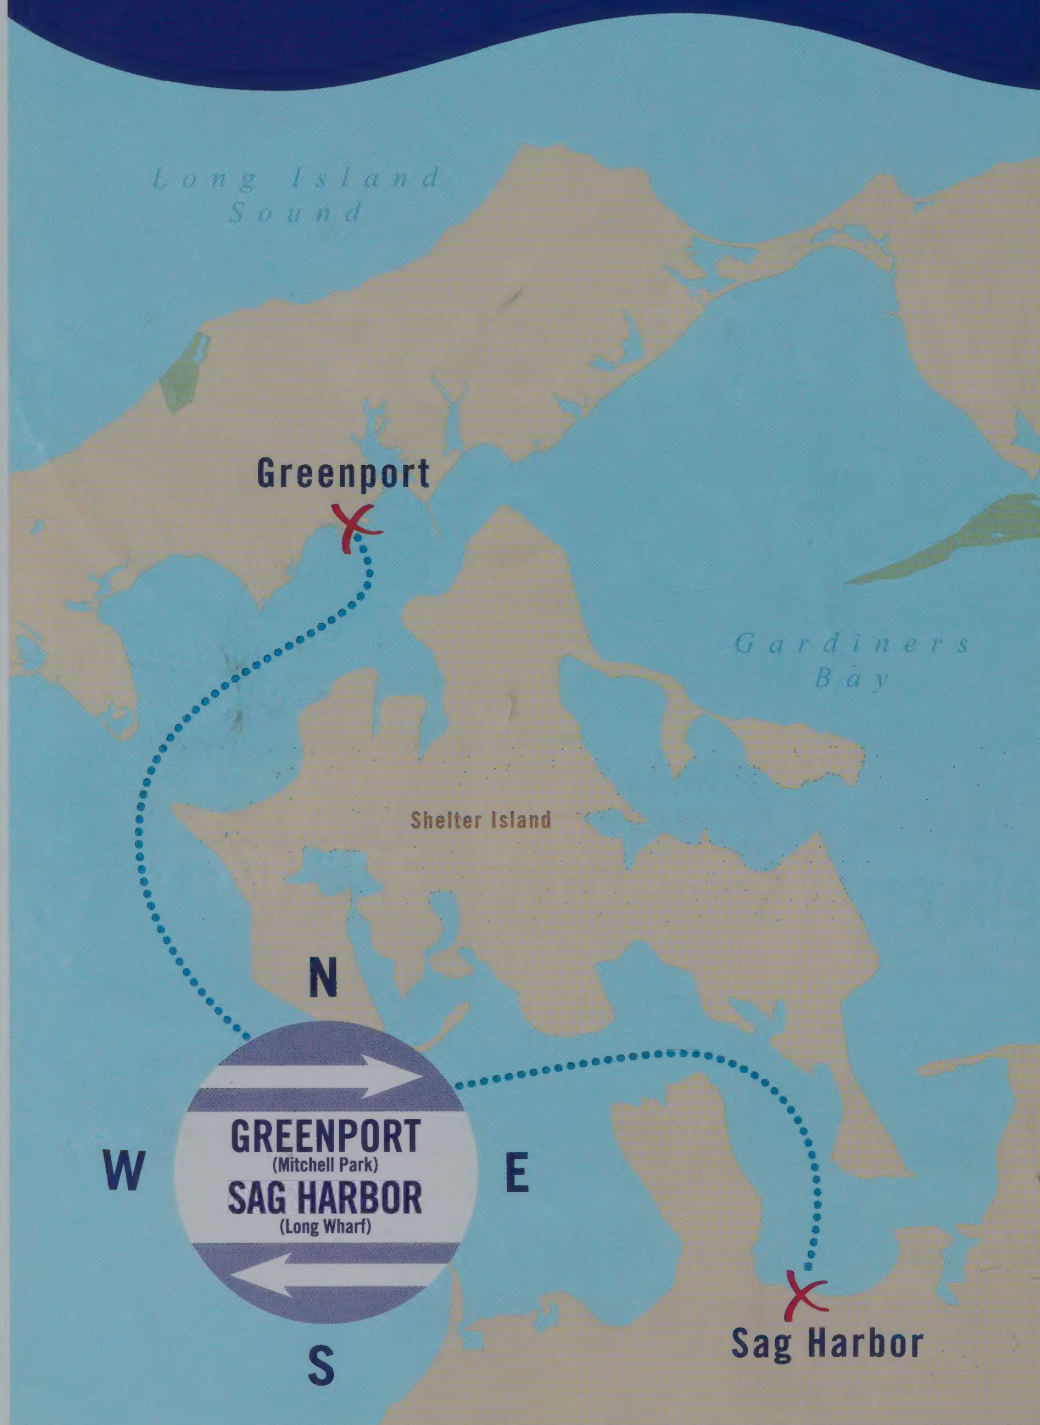 Long Island
Sound
Greenport
Gardiners
Bay
Shelter Island
N
W
GREENPORT
(Mitchell Park)
SAG HARBOR
(Long Wharf)
E
S
Sag Harbor